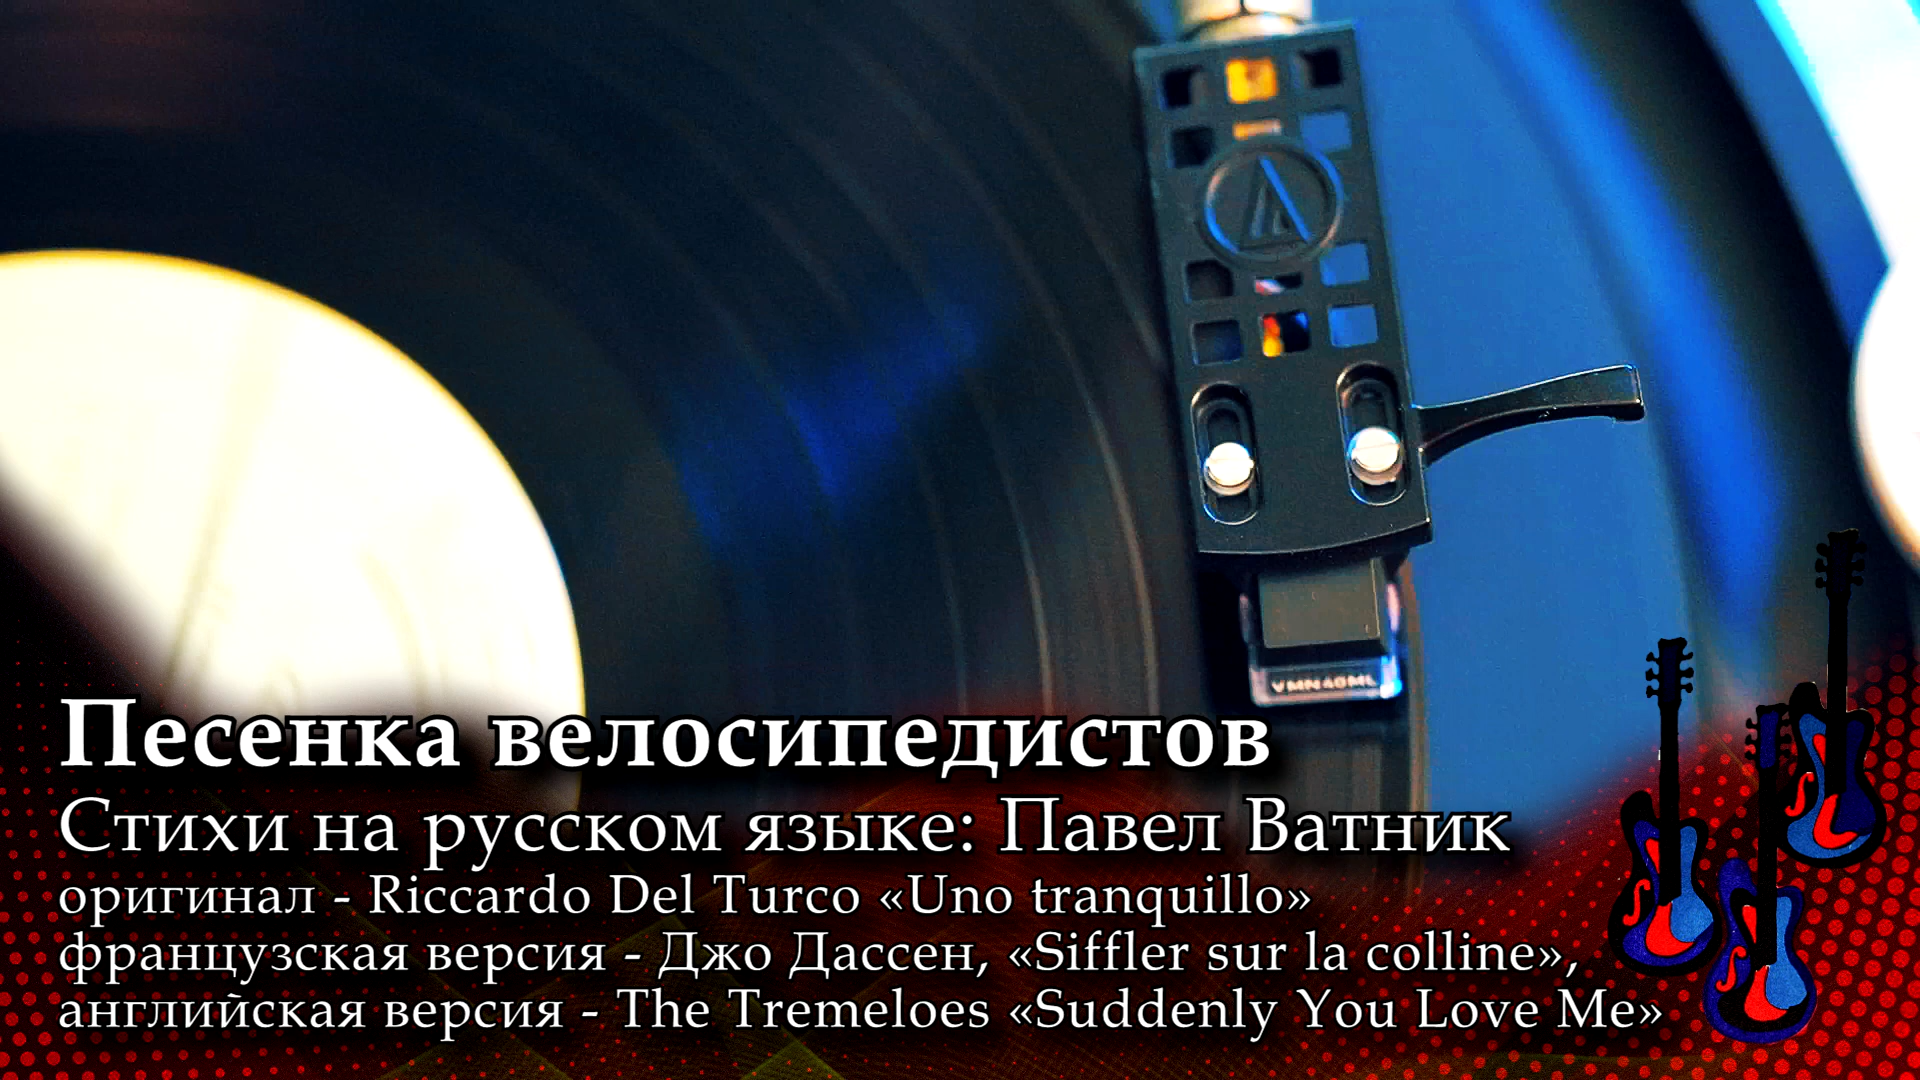 VMN40ML
Песенка велосипедистов
Стихи на русском языке: Павел Ватник
оригинал - Riccardo Del Turco «Uno tranquillo»
французская версия - Джо Дассен, «Siffler sur la colline»,
английская версия - The Tremeloes «Suddenly You Love Me»